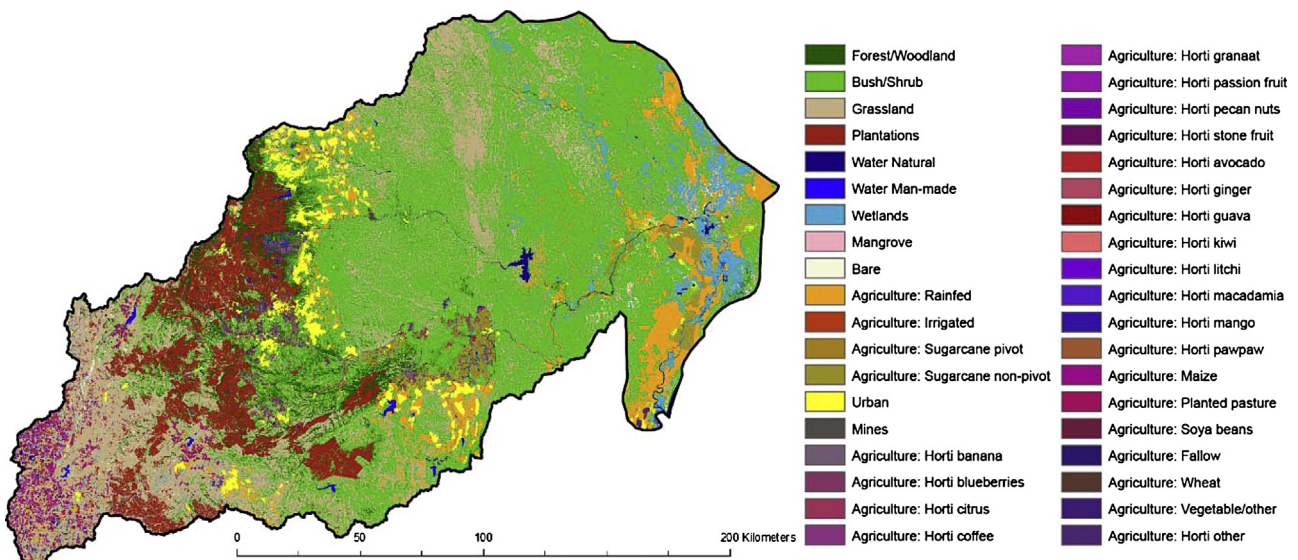 Forest/Woodland
Bush/Shrub
Grassland
Plantations
Water Natural
Water Man-made
Wetlands
Mangrove
Bare
Agriculture: Rainfed
Agriculture: Irrigated
Agriculture: Sugarcane pivot
Agriculture: Sugarcane non-pivot
Urban
Mines
Agriculture: Horti banana
Agriculture: Horti blueberries
Agriculture: Horti citrus
Agriculture: Horti coffee
Agriculture: Horti granaat
Agriculture: Horti passion fruit
Agriculture: Horti pecan nuts
Agriculture: Horti stone fruit
Agriculture: Horti avocado
Agriculture: Horti ginger
Agriculture: Horti guava
Agriculture: Horti kiwi
Agriculture: Horti litchi
Agriculture: Horti macadamia
Agriculture: Horti mango
Agriculture: Horti pawpaw
Agriculture: Maize
Agriculture: Planted pasture
Agriculture: Soya beans
Agriculture: Fallow
Agriculture: Wheat
Agriculture: Vegetable/other
Agriculture: Horti other
0 50 100 200 Kilometers